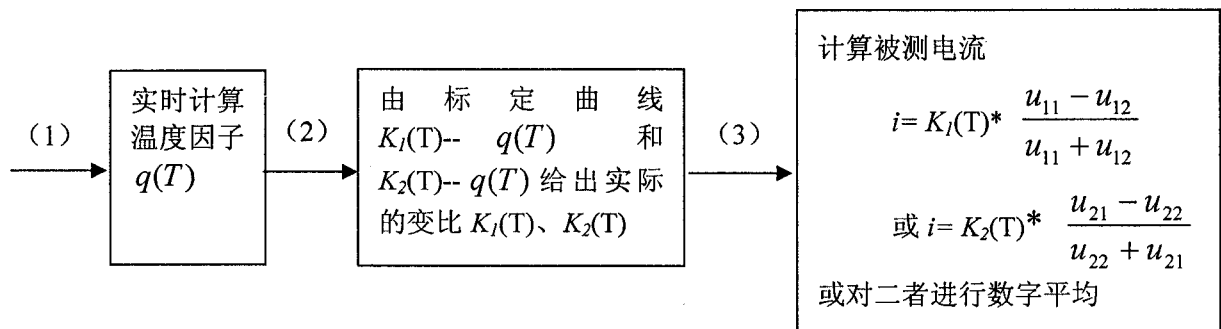 （1）
实时计算
温度因子
q(T)
（2）
由标定曲线
K₁(T)-- q(T) 和
K₂(T)-- q(T) 给出实际
的变比 K₁(T)、K₂(T)
（3）
计算被测电流
i= K₁(T)* \frac{u₁₁ − u₁₂}{u₁₁ + u₁₂}
或 i= K₂(T)* \frac{u₂₁ − u₂₂}{u₂₂ + u₂₁}
或对二者进行数字平均